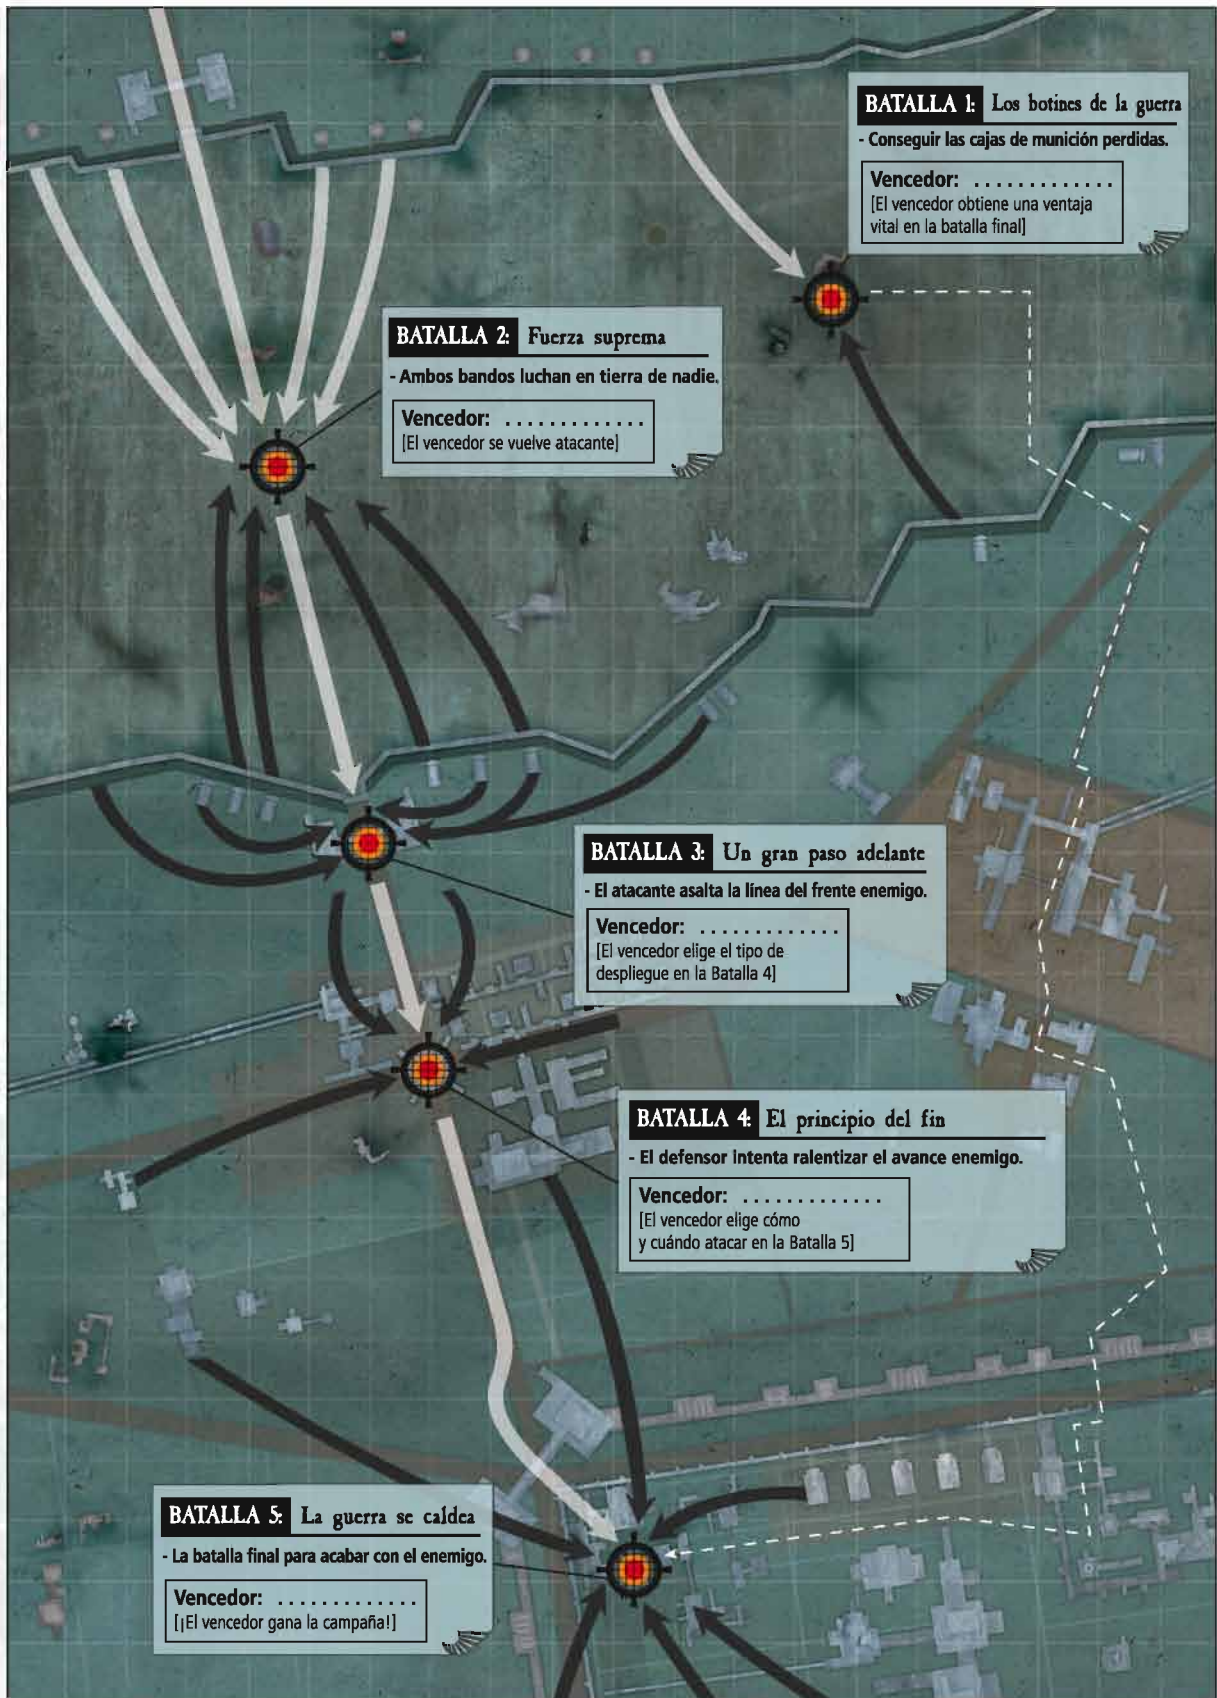 BATALLA 1: Los botines de la guerra
- Conseguir las cajas de munición perdidas.
Vencedor: . . . . . . . . . . . . .
[El vencedor obtiene una ventaja
vital en la batalla final]
BATALLA 2: Fuerza suprema
- Ambos bandos luchan en tierra de nadie.
Vencedor: . . . . . . . . . . . . .
[El vencedor se vuelve atacante]
BATALLA 3: Un gran paso adelante
- El atacante asalta la línea del frente enemigo.
Vencedor: . . . . . . . . . . . . .
[El vencedor elige el tipo de
despliegue en la Batalla 4]
BATALLA 4: El principio del fin
- El defensor intenta ralentizar el avance enemigo.
Vencedor: . . . . . . . . . . . . .
[El vencedor elige cómo
y cuándo atacar en la Batalla 5]
BATALLA 5: La guerra se caldea
- La batalla final para acabar con el enemigo.
Vencedor: . . . . . . . . . . . . .
[¡El vencedor gana la campaña!]